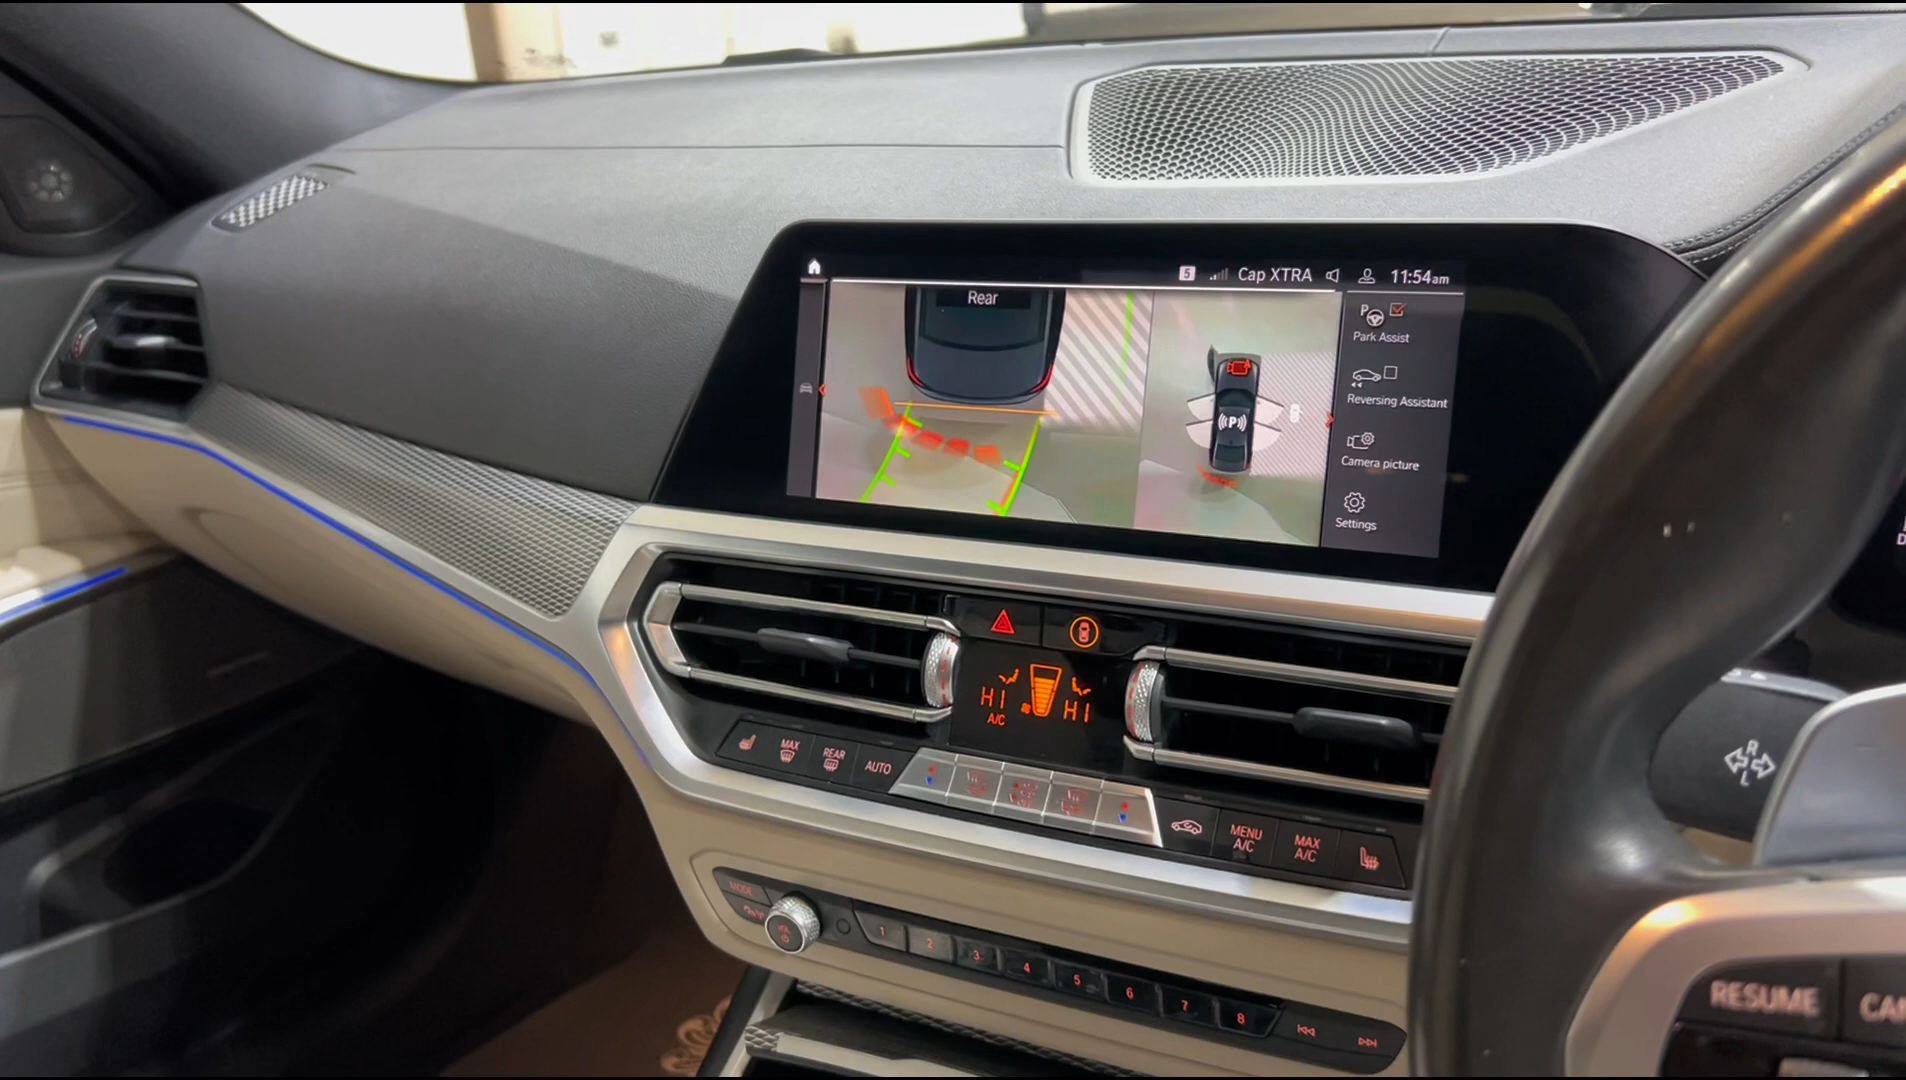 5 Cap XTRA 11:54am
Rear
P
Park Assist
Reversing Assistant
Camera picture
Settings
(P)
HI
A/C
HI
MAX
REAR
AUTO
MENU
A/C
MAX
A/C
MODE
1 2 3 4 5 6 7 8
R
L
RESUME